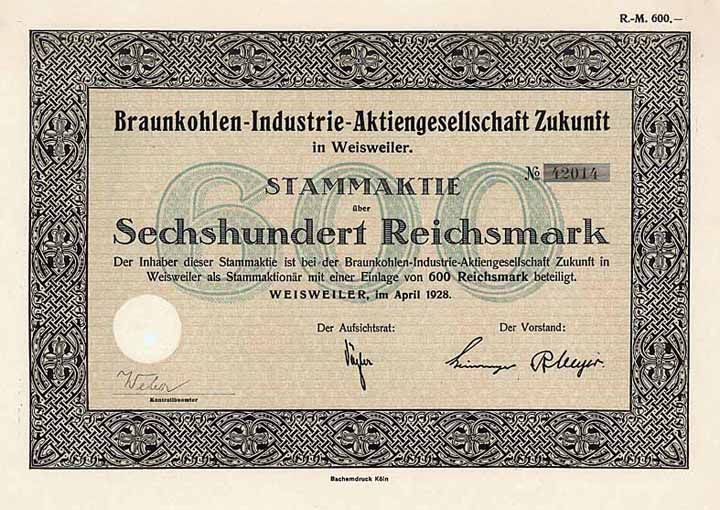 R.-M. 600.—
Braunkohlen-Industrie-Aktiengesellschaft Zukunft
in Weisweiler.
STAMMAKTIE
№ 42014
über
600
Sechshundert Reichsmark
Der Inhaber dieser Stammaktie ist bei der Braunkohlen-Industrie-Aktiengesellschaft Zukunft in
Weisweiler als Stammaktionär mit einer Einlage von 600 Reichsmark beteiligt.
WEISWEILER, im April 1928.
Der Aufsichtsrat: Der Vorstand:
Weber
Kontrollbeamter
Bachemdruck Köln